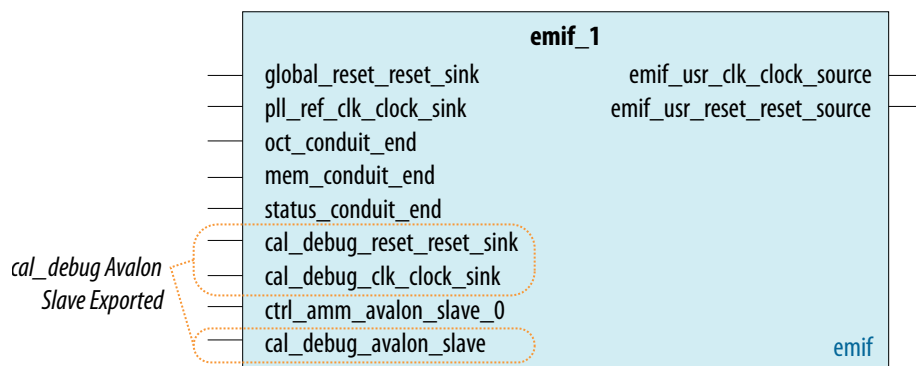 emif_1
global_reset_reset_sink
emif_usr_clk_clock_source
pll_ref_clk_clock_sink
emif_usr_reset_reset_source
oct_conduit_end
mem_conduit_end
status_conduit_end
cal_debug_reset_reset_sink
cal_debug_clk_clock_sink
cal_debug Avalon
Slave Exported
ctrl_amm_avalon_slave_0
cal_debug_avalon_slave
emif